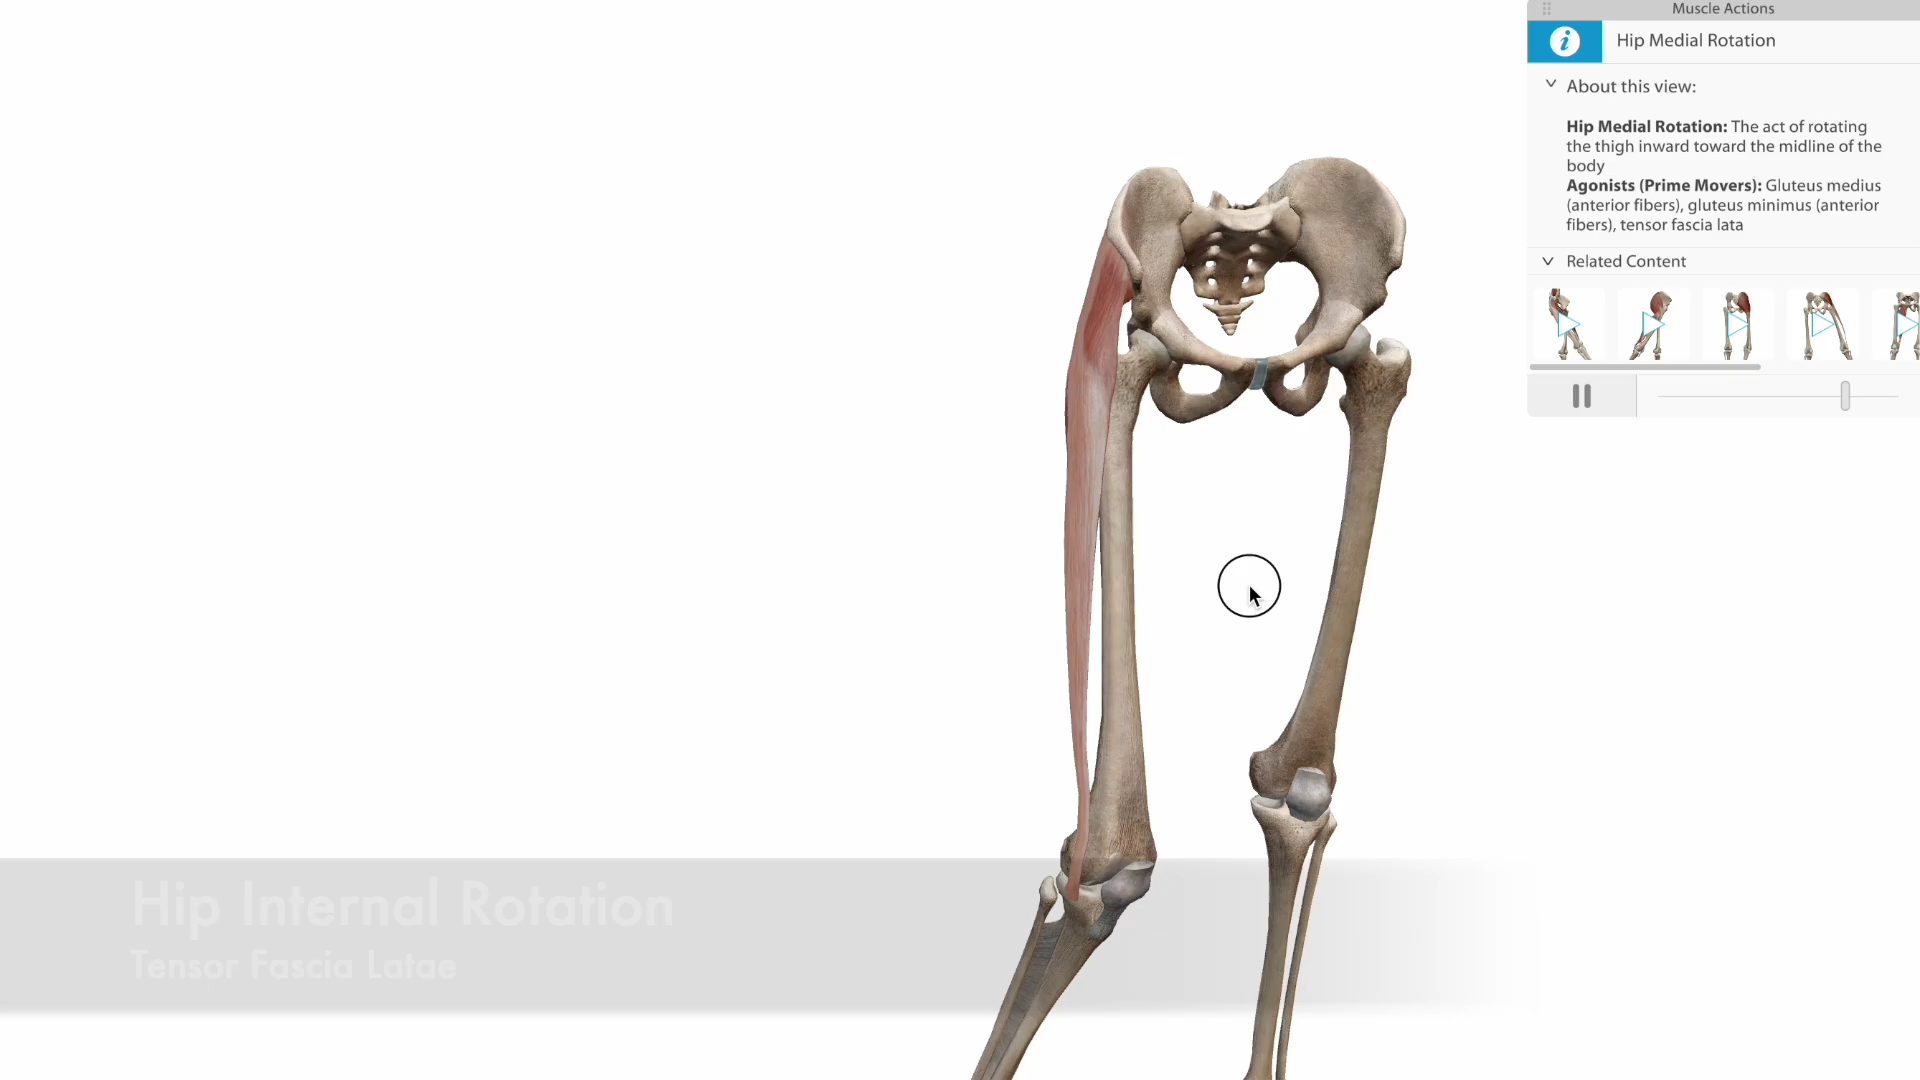 Muscle Actions
i
Hip Medial Rotation
About this view:
Hip Medial Rotation: The act of rotating
the thigh inward toward the midline of the
body
Agonists (Prime Movers): Gluteus medius
(anterior fibers), gluteus minimus (anterior
fibers), tensor fascia lata
Related Content
Hip Internal Rotation
Tensor Fascia Latae